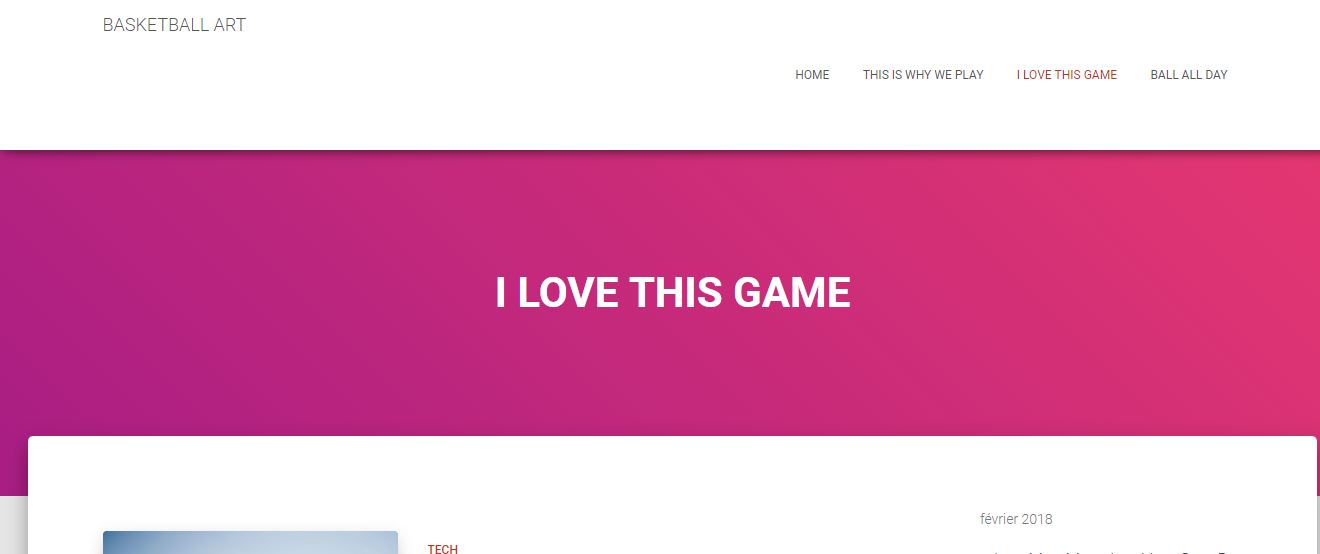 BASKETBALL ART
HOME THIS IS WHY WE PLAY I LOVE THIS GAME BALL ALL DAY
I LOVE THIS GAME
février 2018
TECH